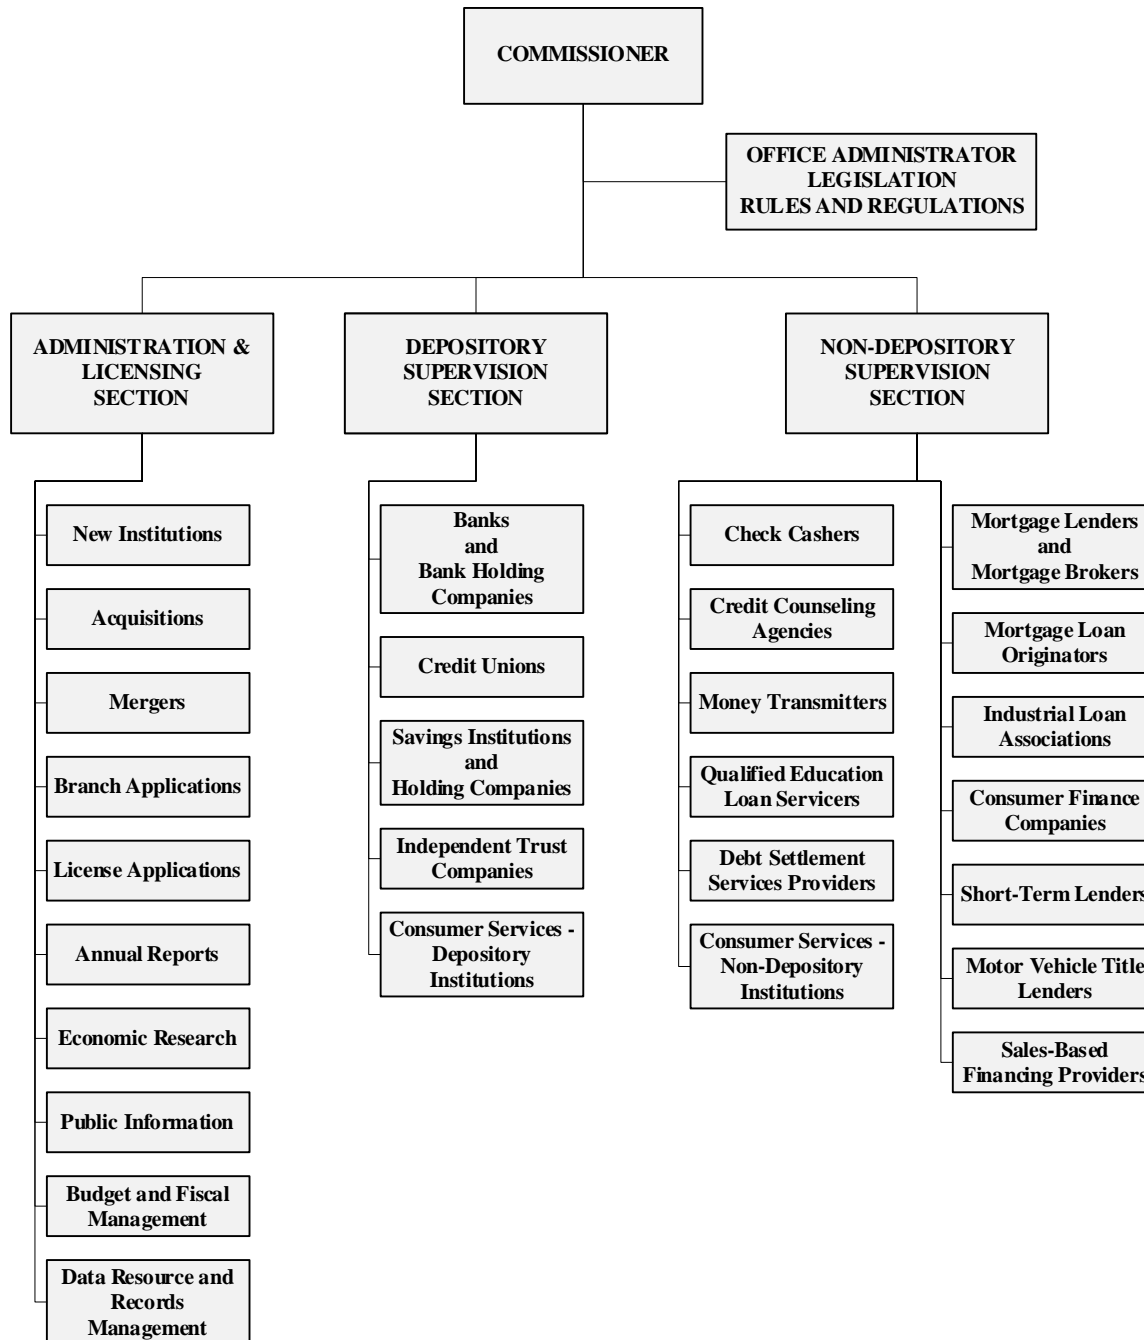 COMMISSIONER
OFFICE ADMINISTRATOR
LEGISLATION
RULES AND REGULATIONS
ADMINISTRATION &
LICENSING
SECTION
DEPOSITORY
SUPERVISION
SECTION
NON-DEPOSITORY
SUPERVISION
SECTION
New Institutions
Acquisitions
Mergers
Branch Applications
License Applications
Annual Reports
Economic Research
Public Information
Budget and Fiscal
Management
Data Resource and
Records
Management
Banks
and
Bank Holding
Companies
Credit Unions
Savings Institutions
and
Holding Companies
Independent Trust
Companies
Consumer Services -
Depository
Institutions
Check Cashers
Credit Counseling
Agencies
Money Transmitters
Qualified Education
Loan Servicers
Debt Settlement
Services Providers
Consumer Services -
Non-Depository
Institutions
Mortgage Lenders
and
Mortgage Brokers
Mortgage Loan
Originators
Industrial Loan
Associations
Consumer Finance
Companies
Short-Term Lenders
Motor Vehicle Title
Lenders
Sales-Based
Financing Providers